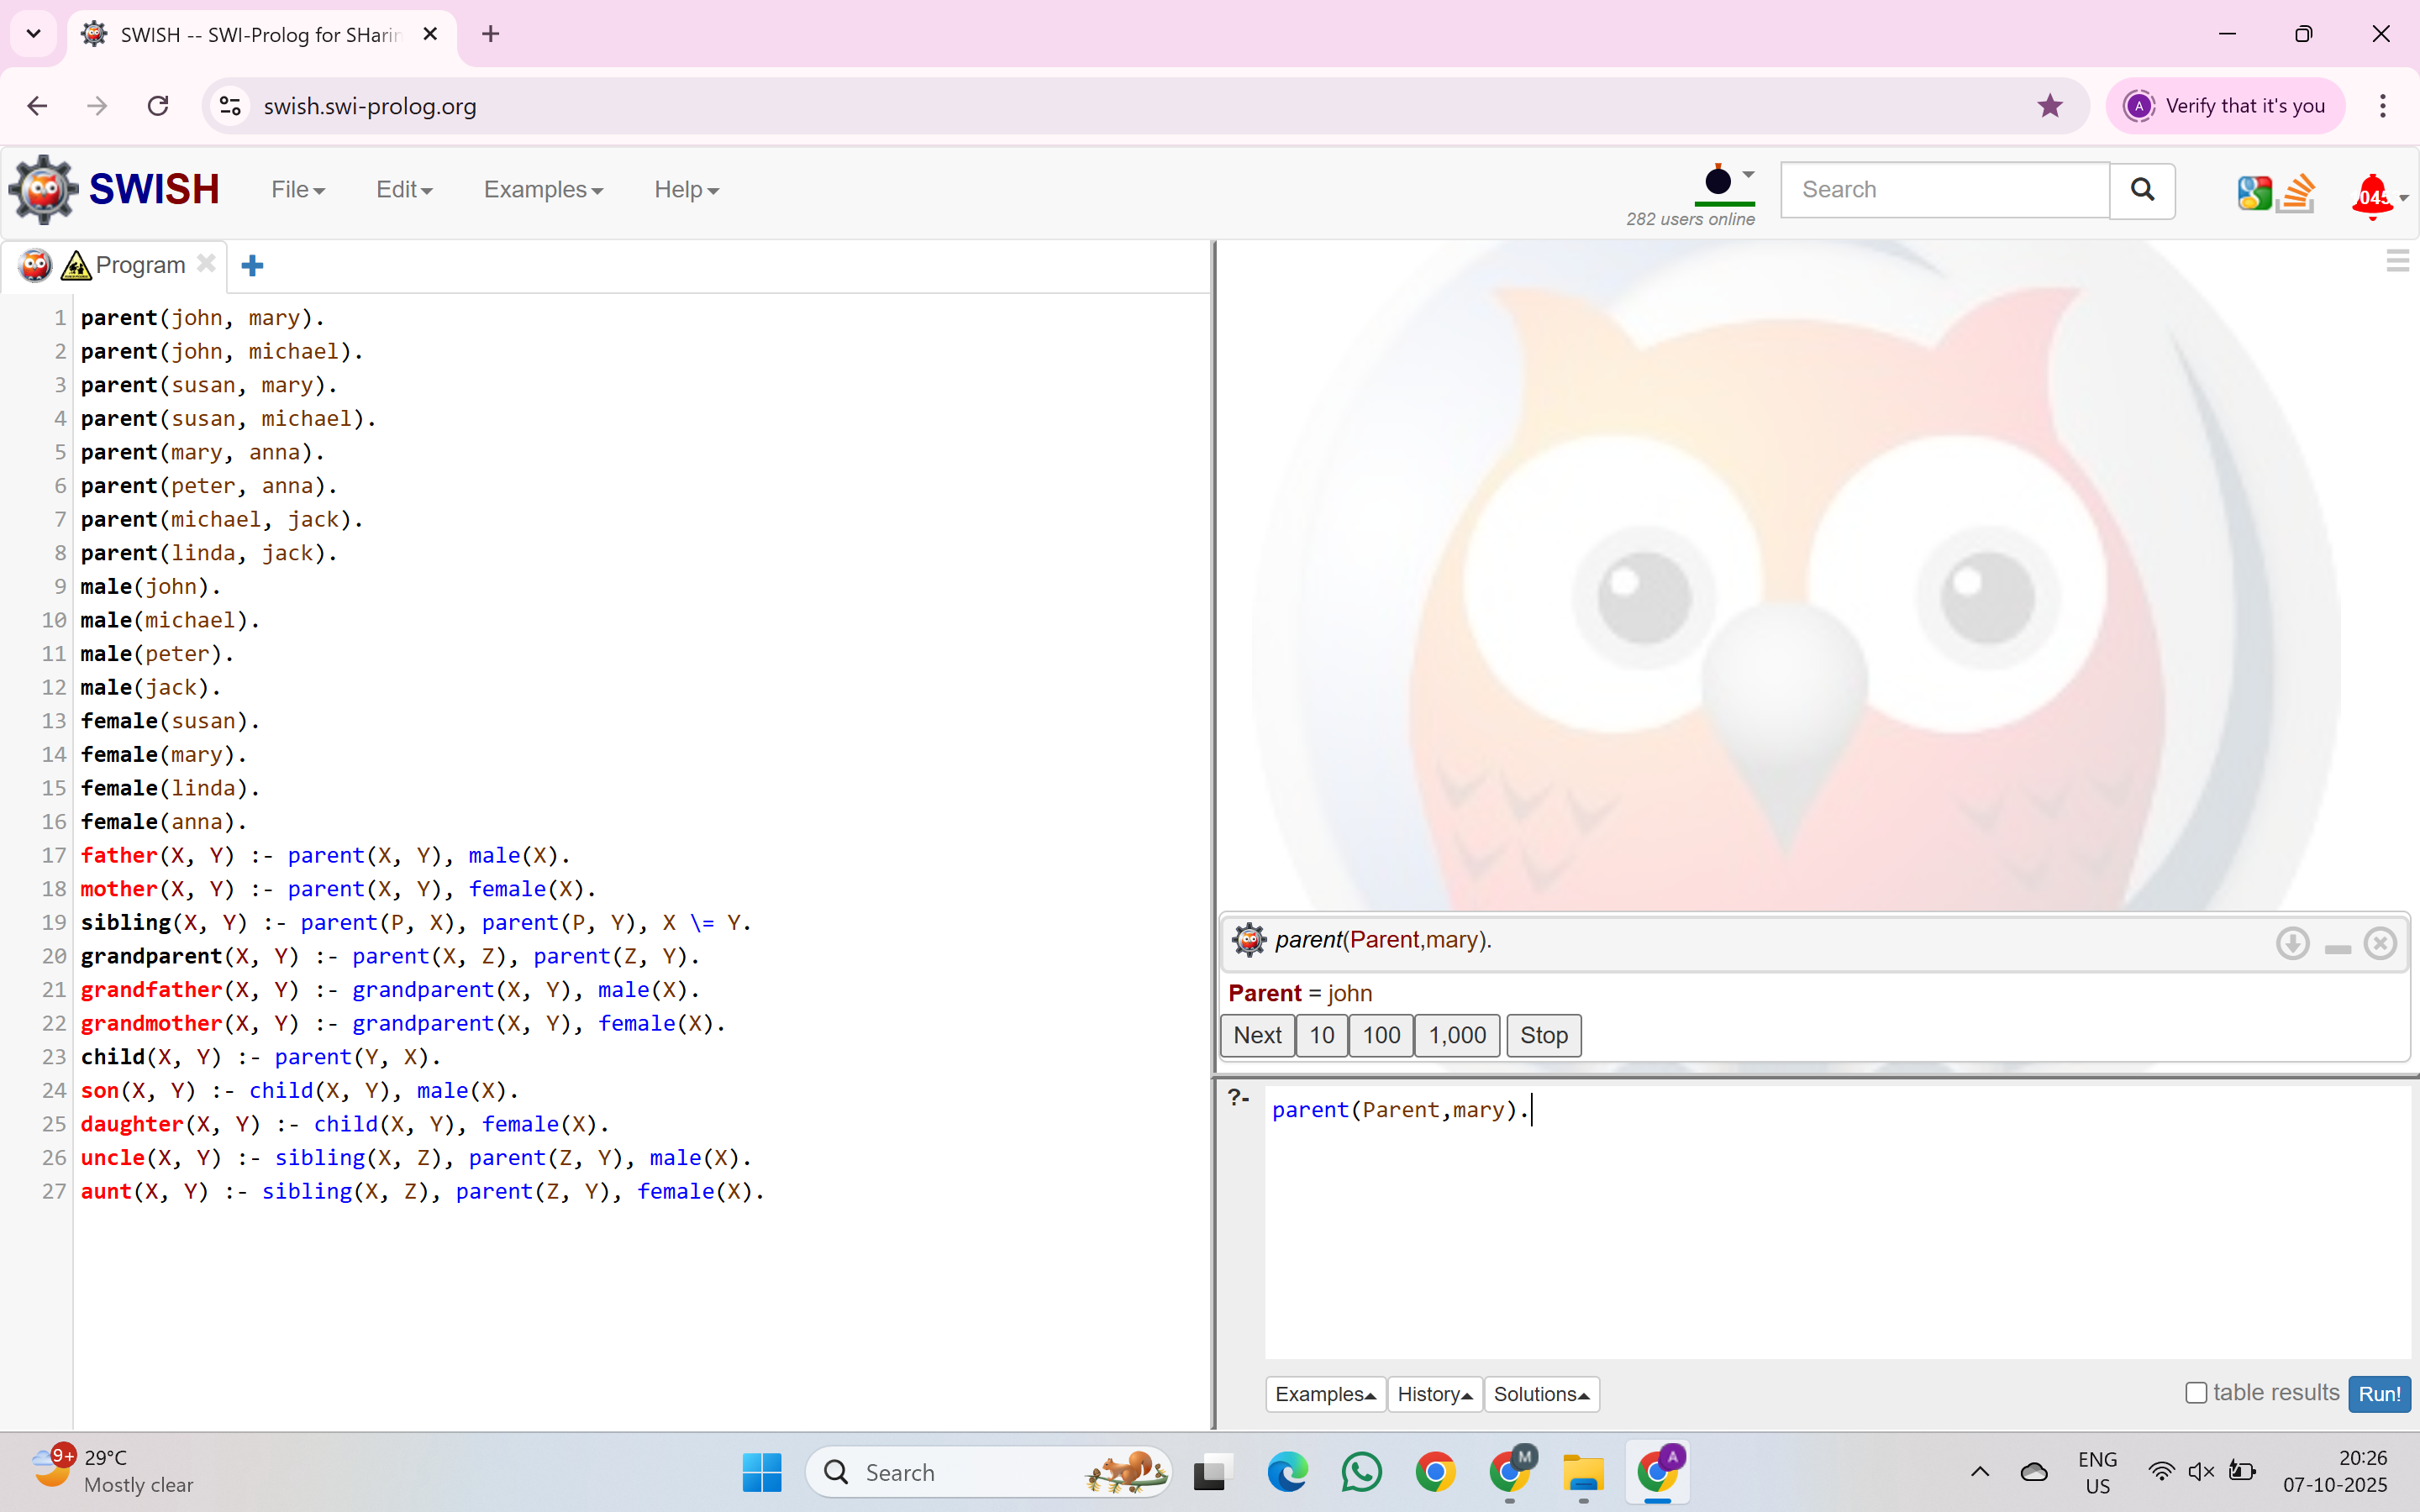 SWISH -- SWI-Prolog for SHarin
swish.swi-prolog.org
A
Verify that it's you
SWISH
File
Edit
Examples
Help
282 users online
Search
Program
1 parent(john, mary).
2 parent(john, michael).
3 parent(susan, mary).
4 parent(susan, michael).
5 parent(mary, anna).
6 parent(peter, anna).
7 parent(michael, jack).
8 parent(linda, jack).
9 male(john).
10 male(michael).
11 male(peter).
12 male(jack).
13 female(susan).
14 female(mary).
15 female(linda).
16 female(anna).
17 father(X, Y) :- parent(X, Y), male(X).
18 mother(X, Y) :- parent(X, Y), female(X).
19 sibling(X, Y) :- parent(P, X), parent(P, Y), X \= Y.
20 grandparent(X, Y) :- parent(X, Z), parent(Z, Y).
21 grandfather(X, Y) :- grandparent(X, Y), male(X).
22 grandmother(X, Y) :- grandparent(X, Y), female(X).
23 child(X, Y) :- parent(Y, X).
24 son(X, Y) :- child(X, Y), male(X).
25 daughter(X, Y) :- child(X, Y), female(X).
26 uncle(X, Y) :- sibling(X, Z), parent(Z, Y), male(X).
27 aunt(X, Y) :- sibling(X, Z), parent(Z, Y), female(X).
parent(Parent,mary).
Parent = john
Next 10 100 1,000 Stop
?- parent(Parent,mary).
Examples History Solutions
table results Run!
9+
29°C
Mostly clear
Search
M
A
ENG
US
20:26
07-10-2025